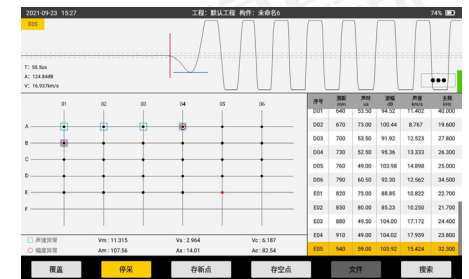 2021-09-23 15:27 工程: 默认工程 构件: 未命名6 74%
E05
T: 55.5us
A: 124.84dB
V: 16.937km/s
01 02 03 04 05 06
A
B
C
D
E
F
序号 测距 mm 声时 us 波幅 dB 声速 km/s 主频 kHz
D01 640 53.50 94.52 11.402 40.000
D02 670 73.00 100.44 8.767 19.600
D03 700 53.50 91.92 12.523 27.800
D04 730 52.50 95.36 13.333 26.300
D05 760 49.00 103.98 14.898 25.000
D06 790 60.50 92.30 12.562 34.500
E01 820 73.00 88.85 10.822 22.700
E02 850 80.00 85.23 10.250 21.700
E03 880 49.50 104.00 17.172 24.400
E04 910 49.00 104.02 17.959 23.800
E05 940 59.00 103.92 15.424 32.300
声速异常 Vm: 11.315 Vs: 2.964 Vc: 6.187
幅度异常 Am: 107.56 As: 14.01 Ac: 82.54
覆盖 停采 存新点 存空点 文件 搜索